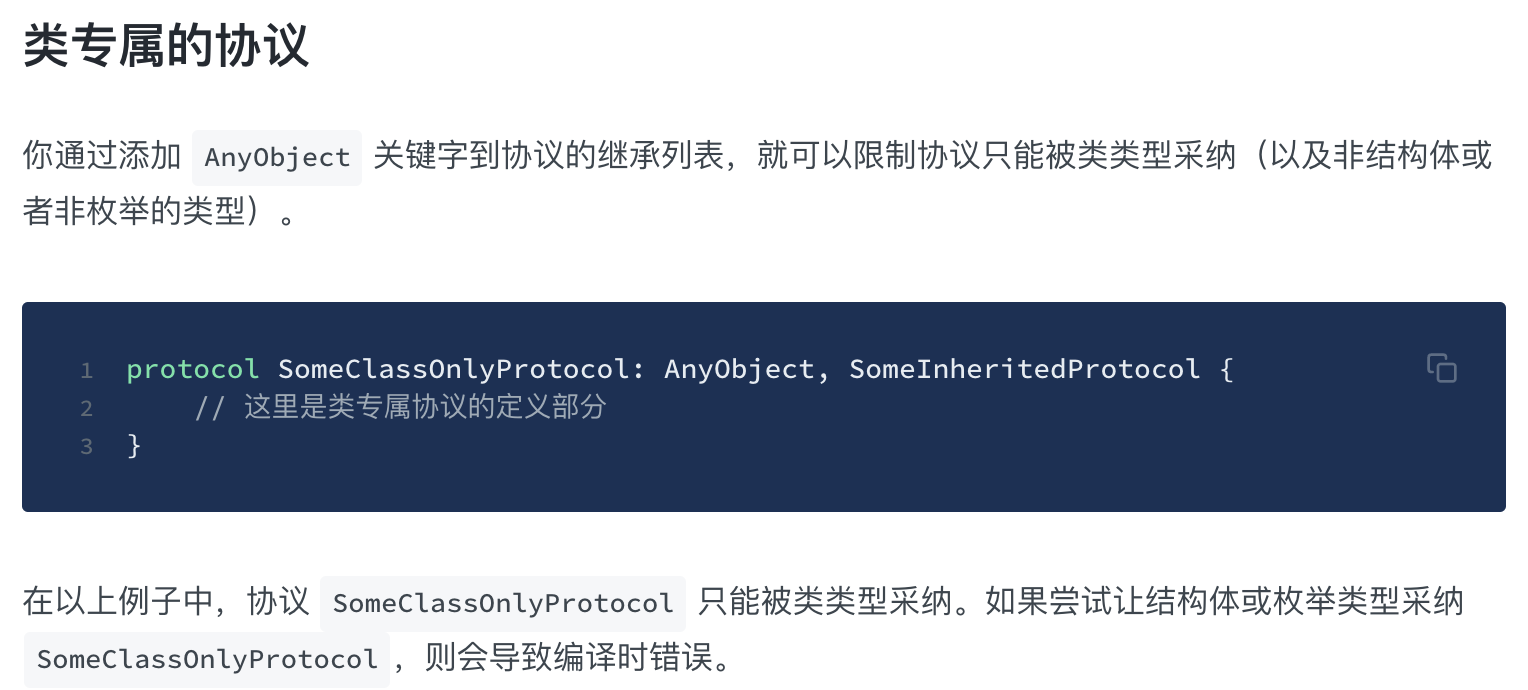 类专属的协议
你通过添加 AnyObject 关键字到协议的继承列表，就可以限制协议只能被类类型采纳（以及非结构体或
者非枚举的类型）。
1 protocol SomeClassOnlyProtocol: AnyObject, SomeInheritedProtocol {
2     // 这里是类专属协议的定义部分
3 }
在以上例子中，协议 SomeClassOnlyProtocol 只能被类类型采纳。如果尝试让结构体或枚举类型采纳
SomeClassOnlyProtocol ，则会导致编译时错误。